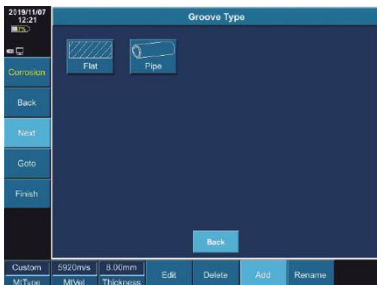 2019/11/07
12:21
Groove Type
Corrosion
Flat
Pipe
Back
Next
Goto
Finish
Back
Custom
5920m/s
8.00mm
Edit
Delete
Add
Rename
MtType
MtVel
Thickness